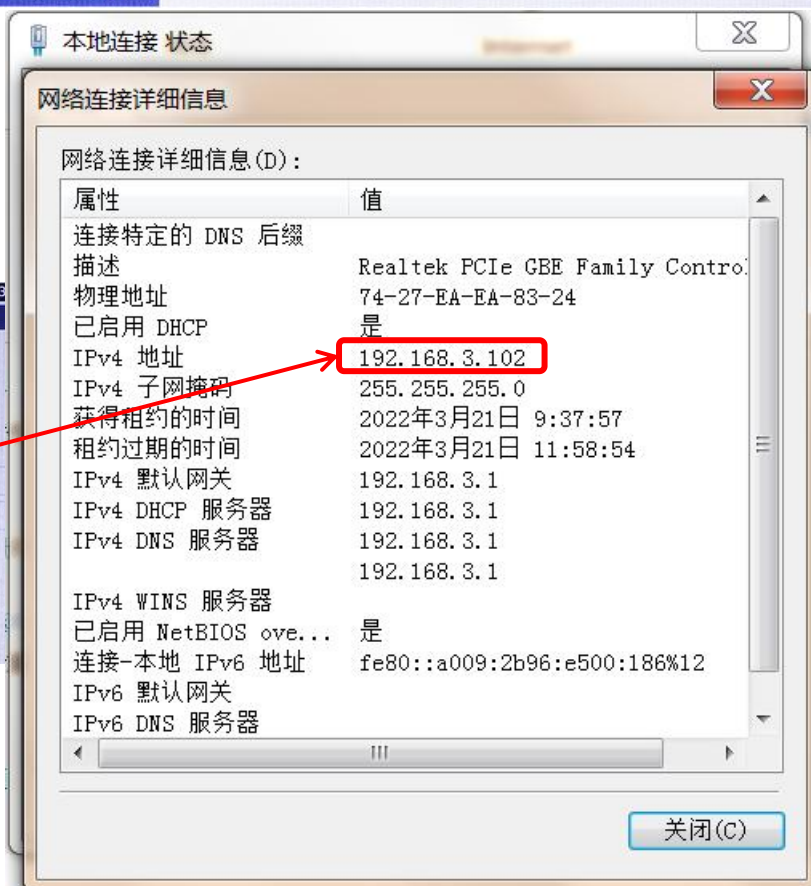 本地连接 状态
网络连接详细信息
网络连接详细信息(D):
属性 值
连接特定的 DNS 后缀
描述 Realtek PCIe GBE Family Contro
物理地址 74-27-EA-EA-83-24
已启用 DHCP 是
IPv4 地址 192.168.3.102
IPv4 子网掩码 255.255.255.0
获得租约的时间 2022年3月21日 9:37:57
租约过期的时间 2022年3月21日 11:58:54
IPv4 默认网关 192.168.3.1
IPv4 DHCP 服务器 192.168.3.1
IPv4 DNS 服务器 192.168.3.1
192.168.3.1
IPv4 WINS 服务器
已启用 NetBIOS ove... 是
连接-本地 IPv6 地址 fe80::a009:2b96:e500:186%12
IPv6 默认网关
IPv6 DNS 服务器
关闭(C)